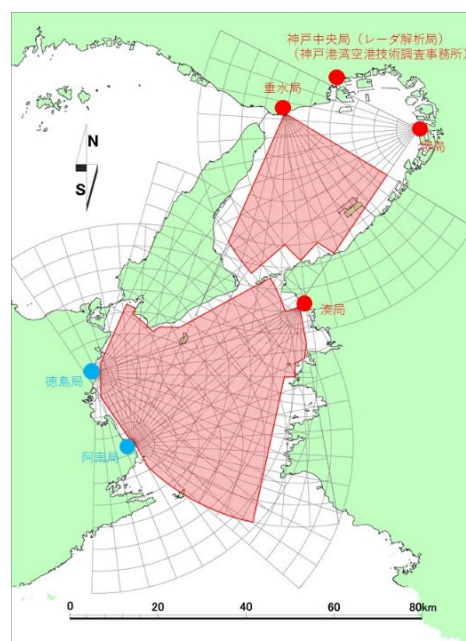 神戸中央局（レーダ解析局）
（神戸港湾空港技術調査事務所）
垂水局
堺局
N
S
湊局
徳島局
阿南局
0 20 40 60 80km